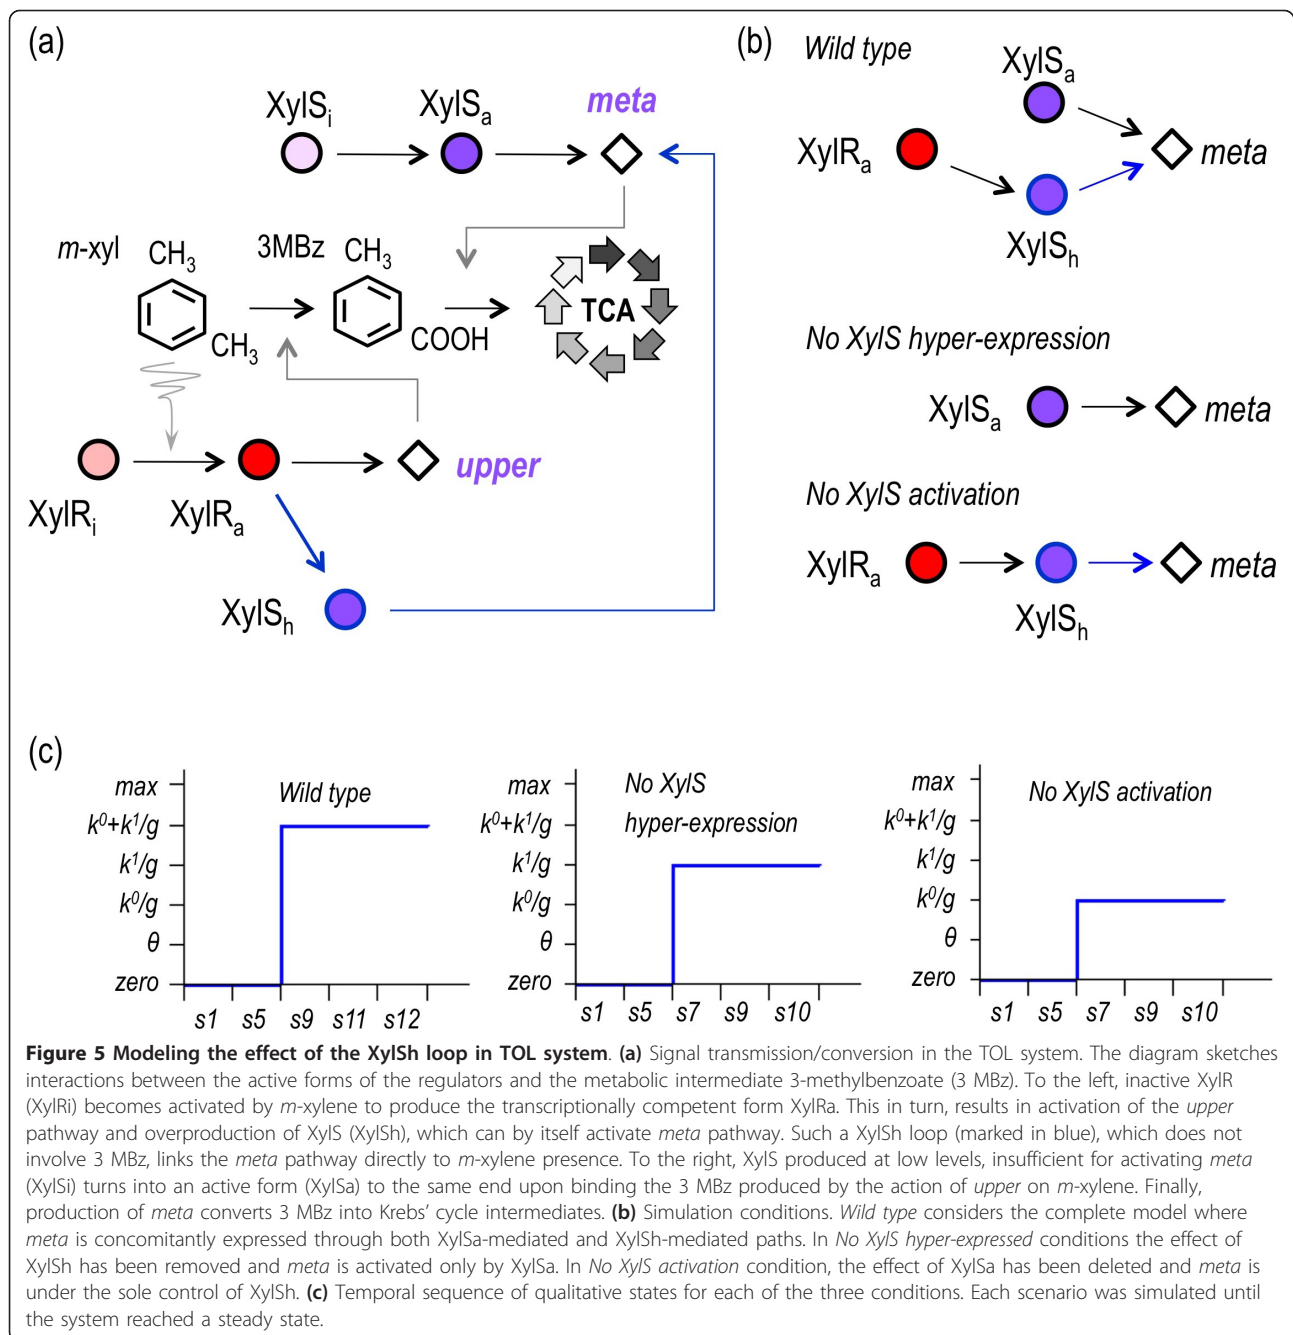 (a)
XylSi
XylSa
meta
m-xyl
CH3
3MBz
CH3
CH3
COOH
TCA
XylRi
XylRa
upper
XylSh
(b)
Wild type
XylSa
XylRa
meta
XylSh
No XylS hyper-expression
XylSa
meta
No XylS activation
XylRa
meta
XylSh
(c)
Wild type
max
k⁰+k¹/g
k¹/g
k⁰/g
θ
zero
s1 s5 s9 s11 s12
No XylS
hyper-expression
max
k⁰+k¹/g
k¹/g
k⁰/g
θ
zero
s1 s5 s7 s9 s10
No XylS activation
max
k⁰+k¹/g
k¹/g
k⁰/g
θ
zero
s1 s5 s7 s9 s10
Figure 5 Modeling the effect of the XylSh loop in TOL system. (a) Signal transmission/conversion in the TOL system. The diagram sketches
interactions between the active forms of the regulators and the metabolic intermediate 3-methylbenzoate (3 MBz). To the left, inactive XylR
(XylRi) becomes activated by m-xylene to produce the transcriptionally competent form XylRa. This in turn, results in activation of the upper
pathway and overproduction of XylS (XylSh), which can by itself activate meta pathway. Such a XylSh loop (marked in blue), which does not
involve 3 MBz, links the meta pathway directly to m-xylene presence. To the right, XylS produced at low levels, insufficient for activating meta
(XylSi) turns into an active form (XylSa) to the same end upon binding the 3 MBz produced by the action of upper on m-xylene. Finally,
production of meta converts 3 MBz into Krebs' cycle intermediates. (b) Simulation conditions. Wild type considers the complete model where
meta is concomitantly expressed through both XylSa-mediated and XylSh-mediated paths. In No XylS hyper-expressed conditions the effect of
XylSh has been removed and meta is activated only by XylSa. In No XylS activation condition, the effect of XylSa has been deleted and meta is
under the sole control of XylSh. (c) Temporal sequence of qualitative states for each of the three conditions. Each scenario was simulated until
the system reached a steady state.